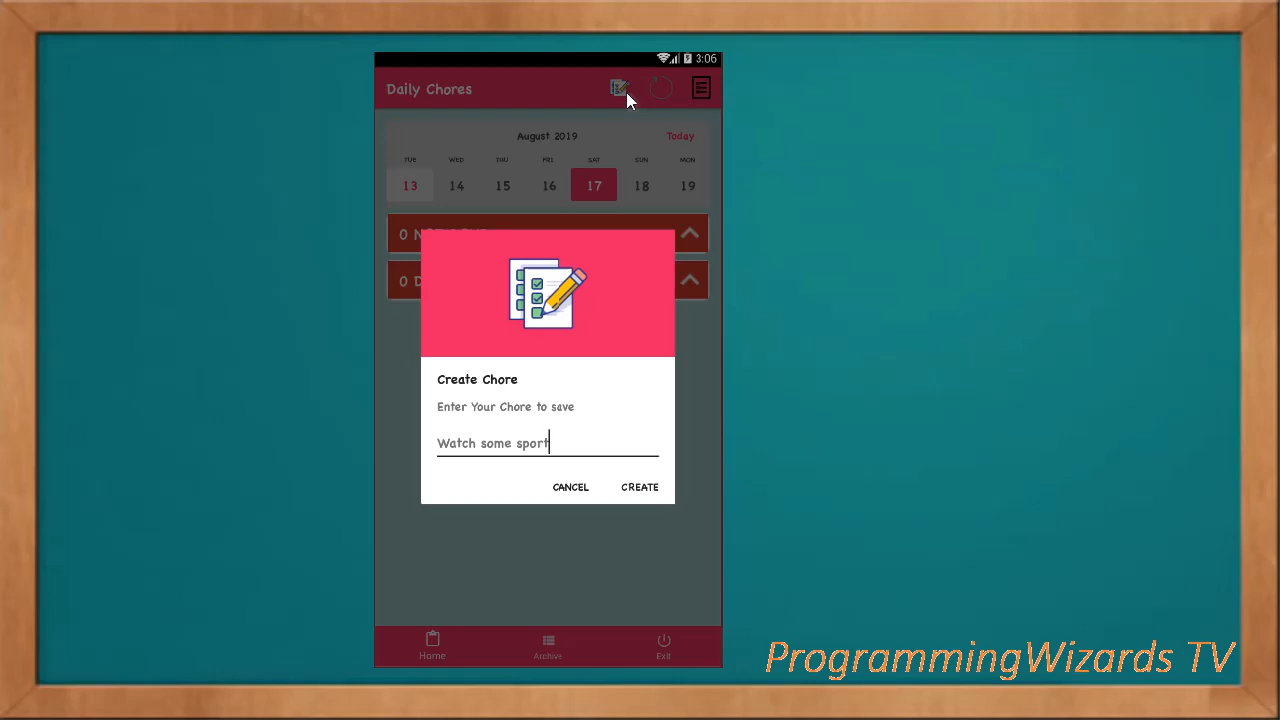 3:06
Daily Chores
August 2019 Today
TUE WED THU FRI SAT SUN MON
13 14 15 16 17 18 19
0 N
0 D
Create Chore
Enter Your Chore to save
Watch some sport
CANCEL CREATE
Home Archive Exit
ProgrammingWizards TV